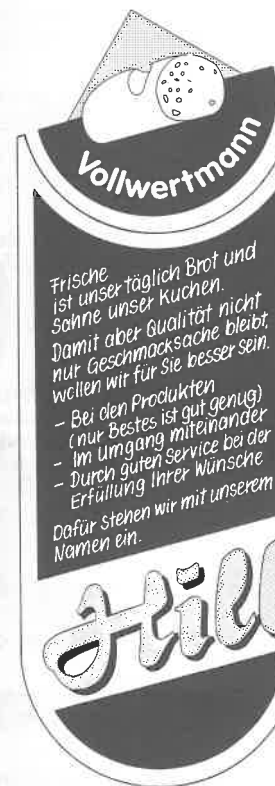 Vollwertmann
Frische
ist unser täglich Brot und
Sahne unser Kuchen.
Damit aber Qualität nicht
nur Geschmacksache bleibt,
wollen wir für Sie besser sein.
- Bei den Produkten
(nur Bestes ist gut genug)
- Im Umgang miteinander
- Durch guten Service bei der
Erfüllung Ihrer Wünsche
Dafür stehen wir mit unserem
Namen ein.